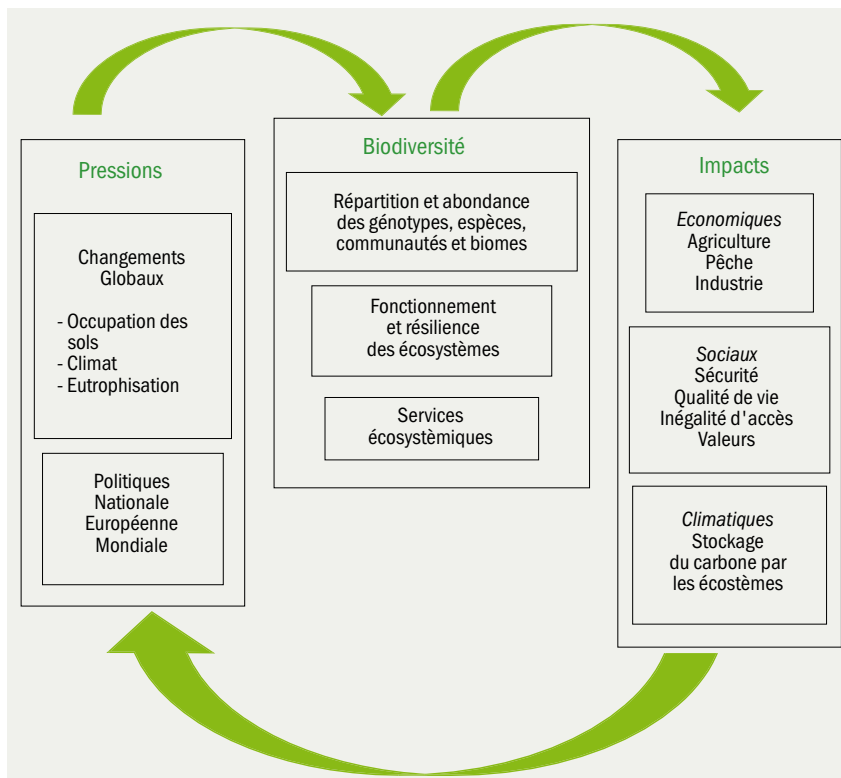 Pressions
Changements
Globaux
- Occupation des
sols
- Climat
- Eutrophisation
Politiques
Nationale
Européenne
Mondiale
Biodiversité
Répartition et abondance
des génotypes, espèces,
communautés et biomes
Fonctionnement
et résilience
des écosystèmes
Services
écosystèmiques
Impacts
Economiques
Agriculture
Pêche
Industrie
Sociaux
Sécurité
Qualité de vie
Inégalité d'accès
Valeurs
Climatiques
Stockage
du carbone par
les écostèmes